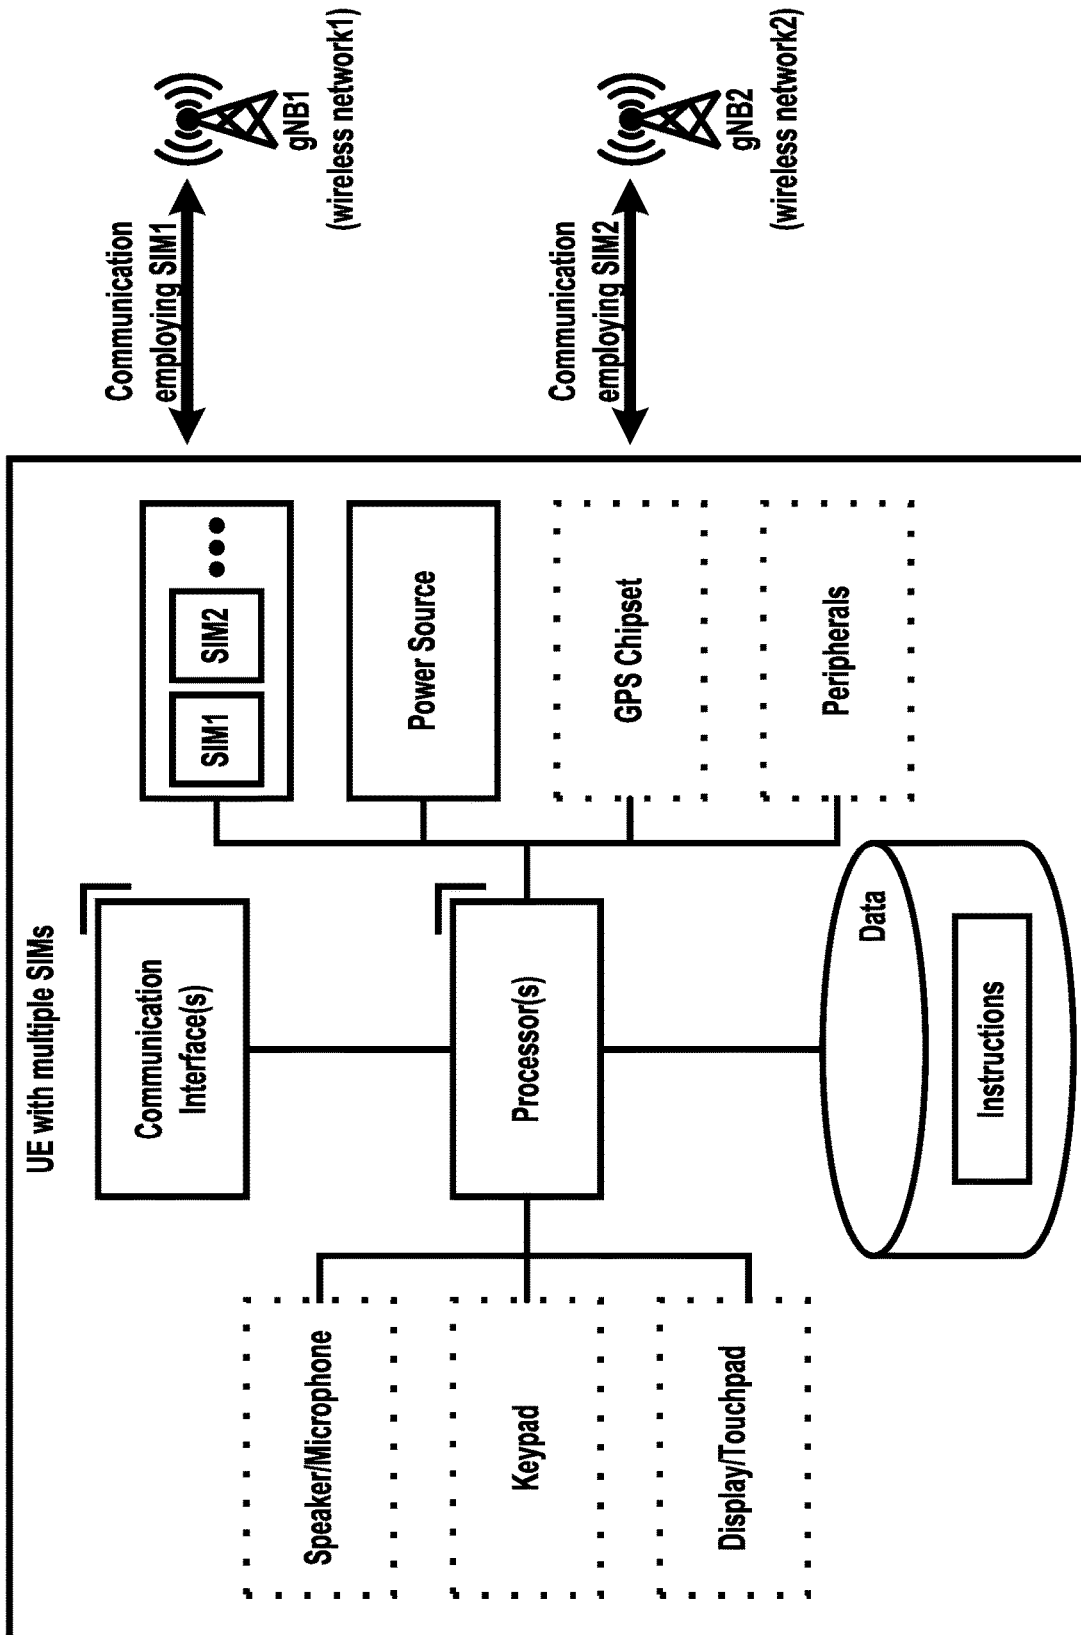 UE with multiple SIMs
Communication
Interface(s)
SIM1
SIM2
Communication
employing SIM1
gNB1
(wireless network1)
Speaker/Microphone
Power Source
Keypad
Processor(s)
GPS Chipset
Communication
employing SIM2
gNB2
(wireless network2)
Display/Touchpad
Peripherals
Data
Instructions